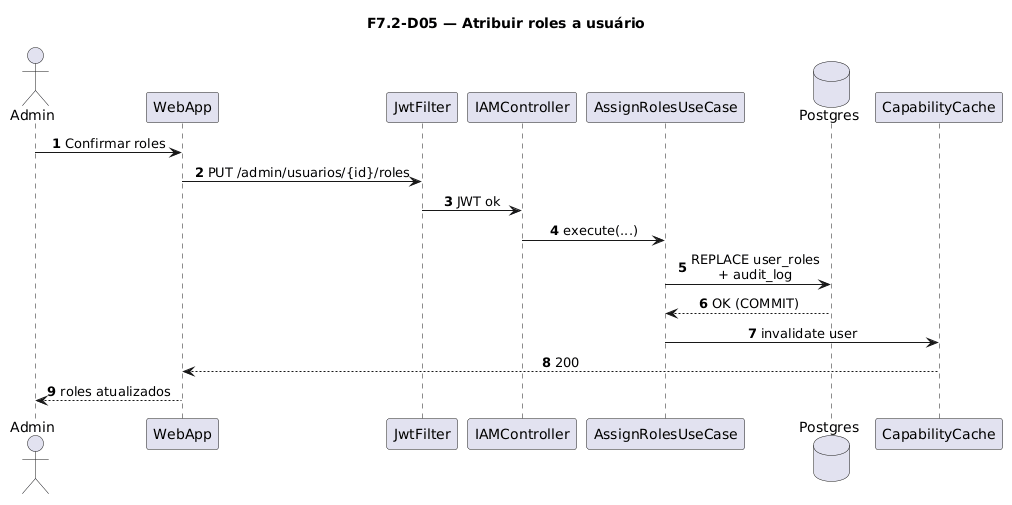 F7.2-D05 — Atribuir roles a usuário
Admin
WebApp
JwtFilter
IAMController
AssignRolesUseCase
Postgres
CapabilityCache
1 Confirmar roles
2 PUT /admin/usuarios/{id}/roles
3 JWT ok
4 execute(...)
5 REPLACE user_roles
+ audit_log
6 OK (COMMIT)
7 invalidate user
8 200
9 roles atualizados
Admin
WebApp
JwtFilter
IAMController
AssignRolesUseCase
Postgres
CapabilityCache